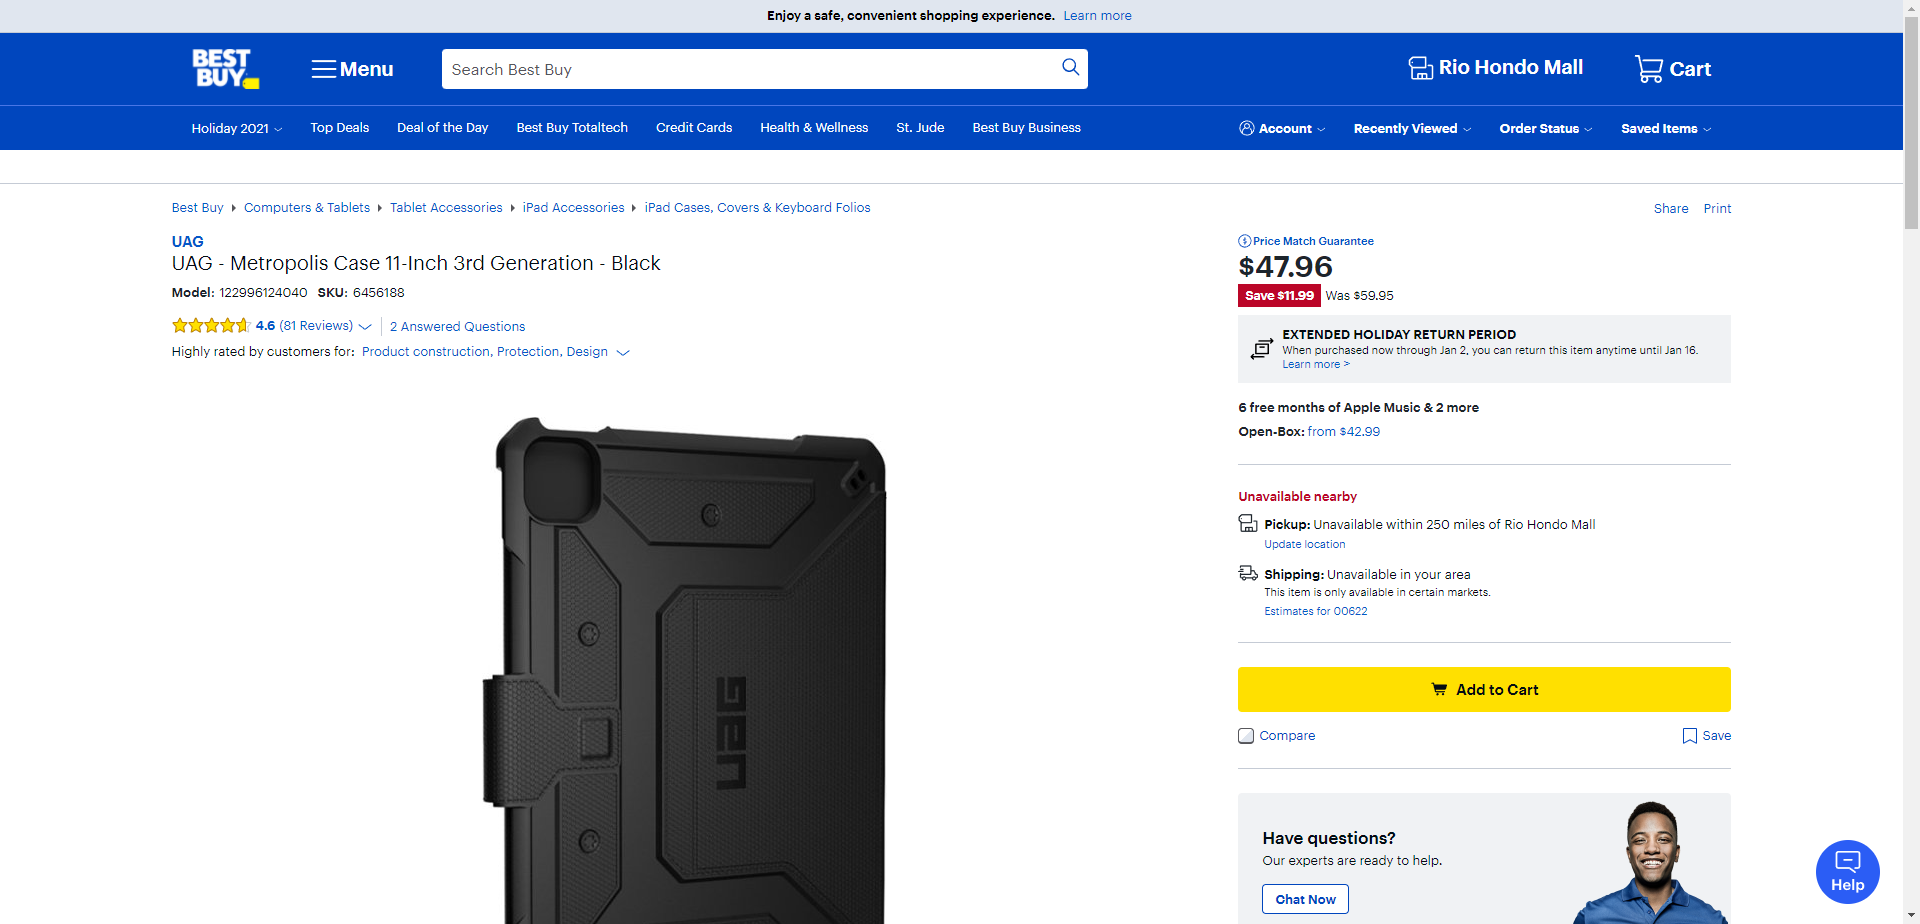 Enjoy a safe, convenient shopping experience. Learn more
BEST BUY
Menu
Search Best Buy
Rio Hondo Mall
Cart
Holiday 2021
Top Deals
Deal of the Day
Best Buy Totaltech
Credit Cards
Health & Wellness
St. Jude
Best Buy Business
Account
Recently Viewed
Order Status
Saved Items
Best Buy
Computers & Tablets
Tablet Accessories
iPad Accessories
iPad Cases, Covers & Keyboard Folios
Share
Print
UAG
UAG - Metropolis Case 11-Inch 3rd Generation - Black
Model: 122996124040 SKU: 6456188
4.6 (81 Reviews)
2 Answered Questions
Highly rated by customers for: Product construction, Protection, Design
UAG
Price Match Guarantee
$47.96
Save $11.99 Was $59.95
EXTENDED HOLIDAY RETURN PERIOD
When purchased now through Jan 2, you can return this item anytime until Jan 16.
Learn more >
6 free months of Apple Music & 2 more
Open-Box: from $42.99
Unavailable nearby
Pickup: Unavailable within 250 miles of Rio Hondo Mall
Update location
Shipping: Unavailable in your area
This item is only available in certain markets.
Estimates for 00622
Add to Cart
Compare
Save
Have questions?
Our experts are ready to help.
Chat Now
Help